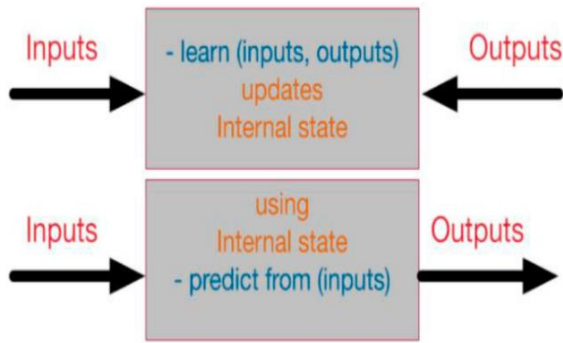 Inputs
- learn (inputs, outputs)
updates
Internal state
Outputs
Inputs
using
Internal state
- predict from (inputs)
Outputs